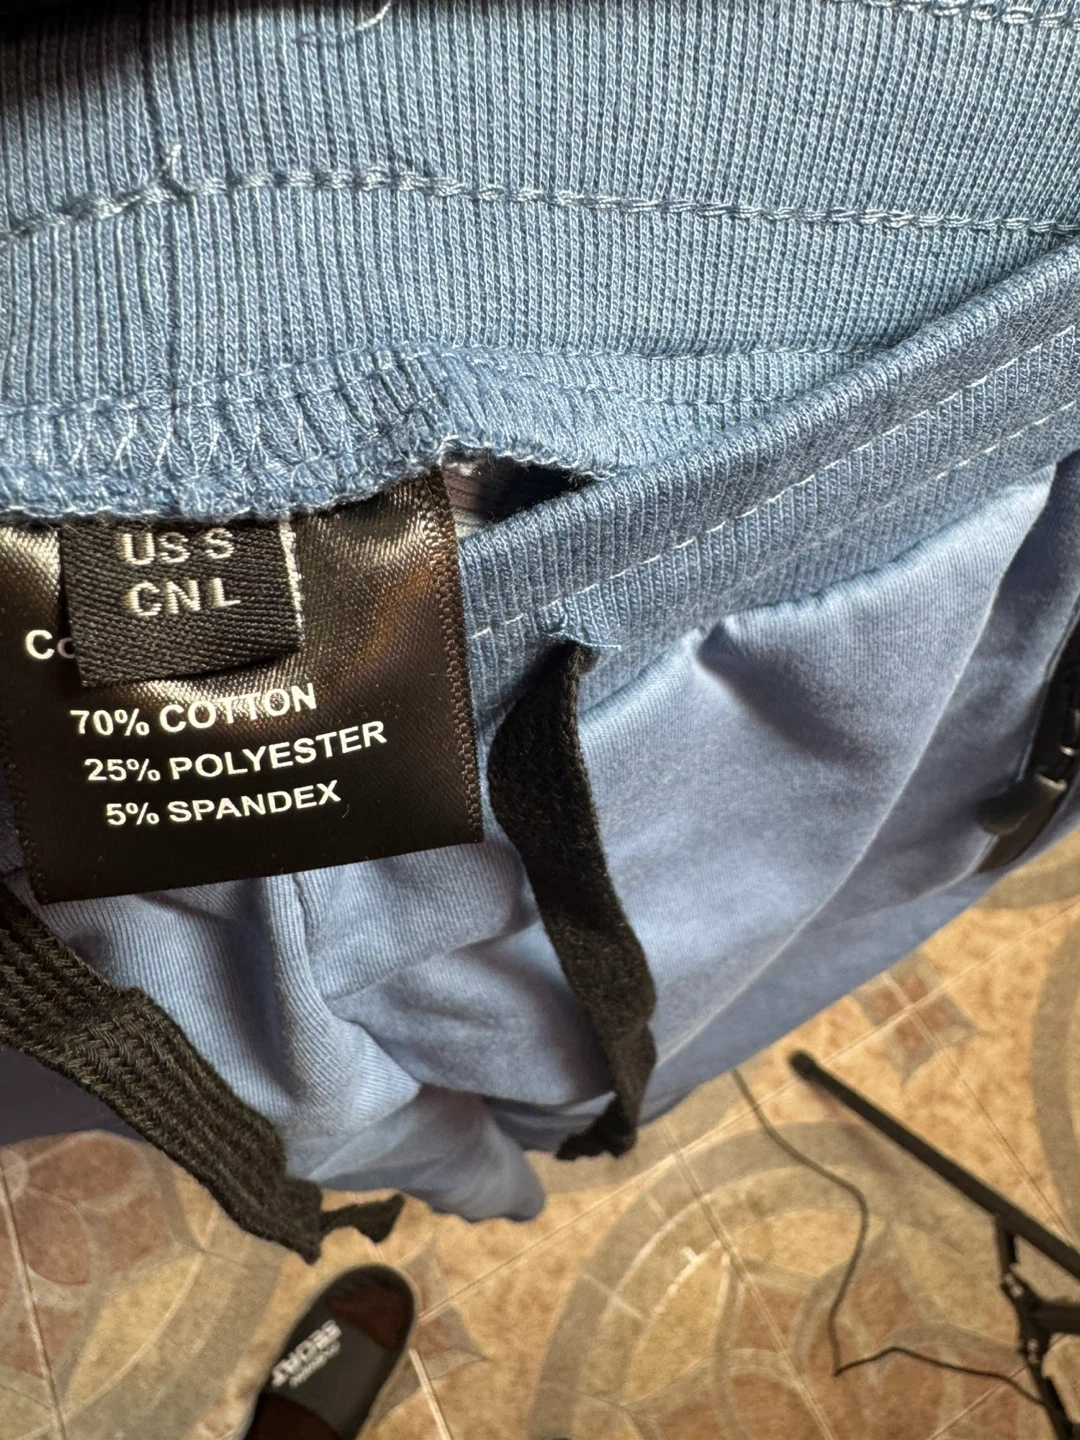 US S
CN L
70% COTTON
25% POLYESTER
5% SPANDEX